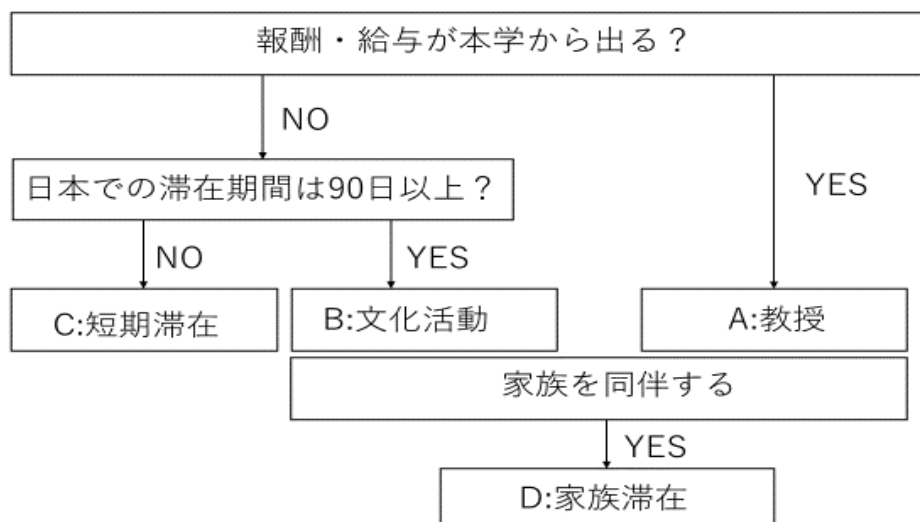 報酬・給与が本学から出る？
NO
YES
日本での滞在期間は90日以上？
NO
YES
C:短期滞在
B:文化活動
A:教授
家族を同伴する
YES
D:家族滞在